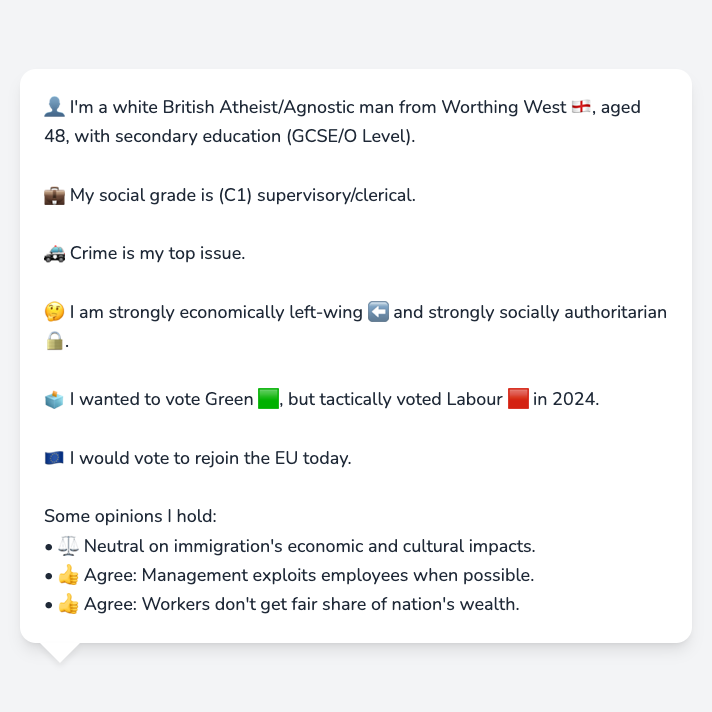 👤 I'm a white British Atheist/Agnostic man from Worthing West 🏴󠁧󠁢󠁥󠁮󠁧󠁿, aged
48, with secondary education (GCSE/O Level).
💼 My social grade is (C1) supervisory/clerical.
🚓 Crime is my top issue.
🤔 I am strongly economically left-wing ⬅️ and strongly socially authoritarian
🔒.
🗳️ I wanted to vote Green 🟩, but tactically voted Labour 🟥 in 2024.
🇪🇺 I would vote to rejoin the EU today.
Some opinions I hold:
• ⚖️ Neutral on immigration's economic and cultural impacts.
• 👍 Agree: Management exploits employees when possible.
• 👍 Agree: Workers don't get fair share of nation's wealth.